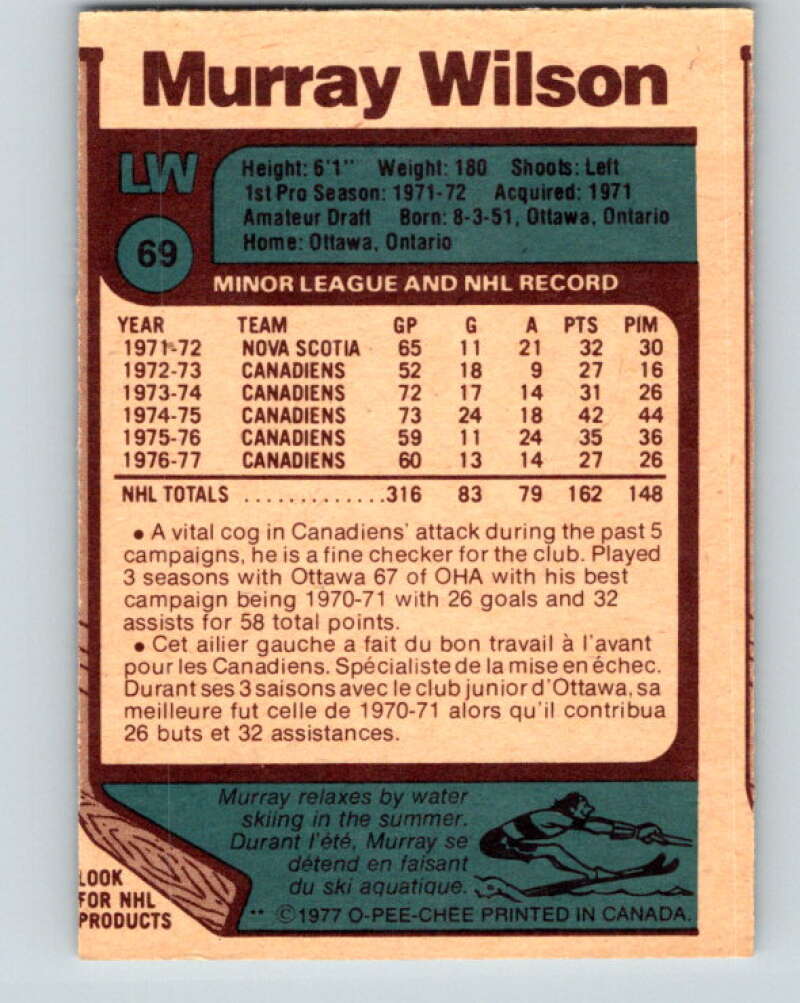 Murray Wilson
LW
69
Height: 6'1" Weight: 180 Shoots: Left
1st Pro Season: 1971-72 Acquired: 1971
Amateur Draft Born: 8-3-51, Ottawa, Ontario
Home: Ottawa, Ontario
MINOR LEAGUE AND NHL RECORD
YEAR TEAM GP G A PTS PIM
1971-72 NOVA SCOTIA 65 11 21 32 30
1972-73 CANADIENS 52 18 9 27 16
1973-74 CANADIENS 72 17 14 31 26
1974-75 CANADIENS 73 24 18 42 44
1975-76 CANADIENS 59 11 24 35 36
1976-77 CANADIENS 60 13 14 27 26
NHL TOTALS .............316 83 79 162 148
• A vital cog in Canadiens' attack during the past 5
campaigns, he is a fine checker for the club. Played
3 seasons with Ottawa 67 of OHA with his best
campaign being 1970-71 with 26 goals and 32
assists for 58 total points.
• Cet ailier gauche a fait du bon travail à l'avant
pour les Canadiens. Spécialiste de la mise en échec.
Durant ses 3 saisons avec le club junior d'Ottawa, sa
meilleure fut celle de 1970-71 alors qu'il contribua
26 buts et 32 assistances.
Murray relaxes by water
skiing in the summer.
Durant l'été, Murray se
détend en faisant
du ski aquatique.
LOOK
FOR NHL
PRODUCTS
** ©1977 O-PEE-CHEE PRINTED IN CANADA.